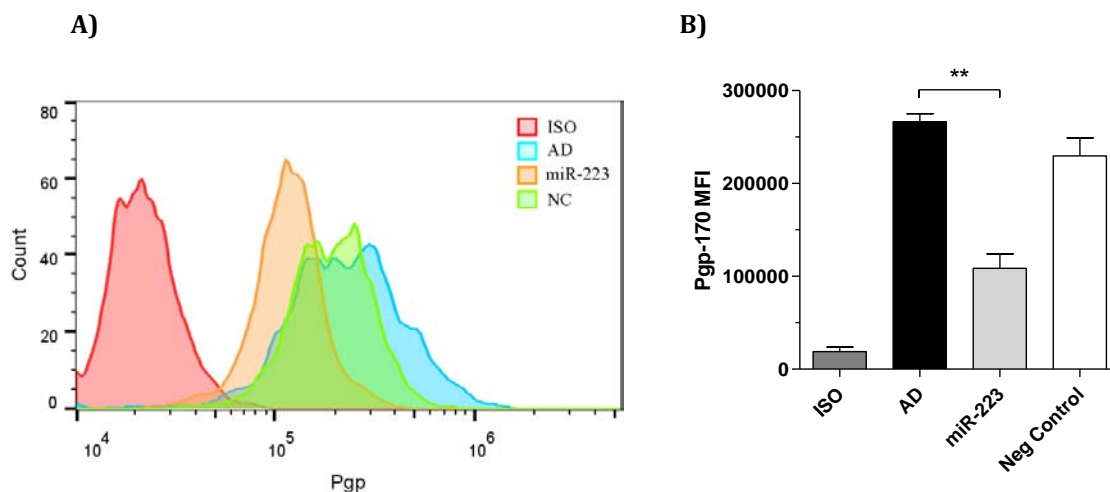 A)
80
60
40
20
0
Count
10^4
10^5
10^6
Pgp
ISO
AD
miR-223
NC
B)
**
300000
200000
100000
0
Pgp-170 MFI
ISO
AD
miR-223
Neg Control